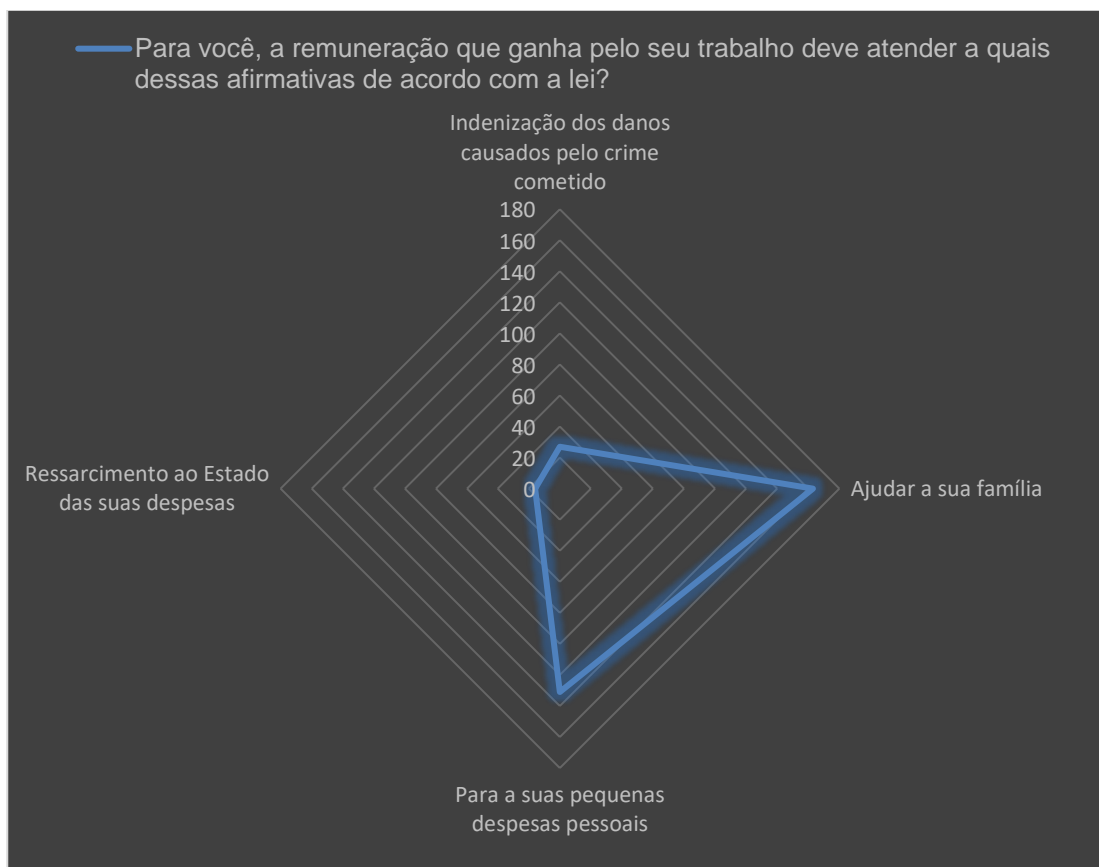 Para você, a remuneração que ganha pelo seu trabalho deve atender a quais
dessas afirmativas de acordo com a lei?
Indenização dos danos
causados pelo crime
cometido
180
160
140
120
100
80
60
40
20
0
Ressarcimento ao Estado
das suas despesas
Ajudar a sua família
Para a suas pequenas
despesas pessoais